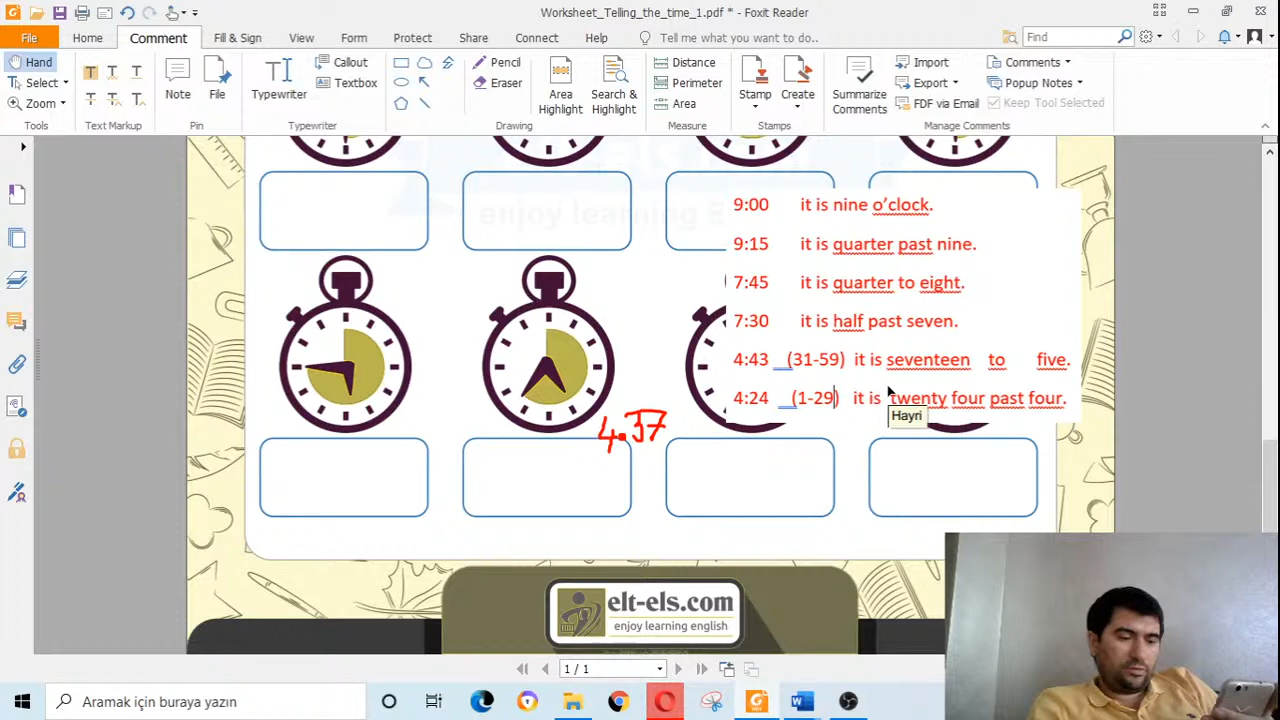 Worksheet_Telling_the_time_1.pdf * - Foxit Reader
File Home Comment Fill & Sign View Form Protect Share Connect Help Tell me what you want to do.. Find
Hand
Select
Zoom
Tools
Text Markup
Note
File
Pin
Typewriter
Callout
Textbox
Typewriter
Pencil
Eraser
Drawing
Area Highlight
Search & Highlight
Distance
Perimeter
Area
Measure
Stamp
Create
Stamps
Summarize Comments
Import
Export
FDF via Email
Comments
Popup Notes
Keep Tool Selected
Manage Comments
enjoy learning E
9:00 it is nine o’clock.
9:15 it is quarter past nine.
7:45 it is quarter to eight.
7:30 it is half past seven.
4:43 (31-59) it is seventeen to five.
4:24 (1-29) it is twenty four past four.
Hayri
4.37
elt-els.com
enjoy learning english
1 / 1
Aramak için buraya yazın